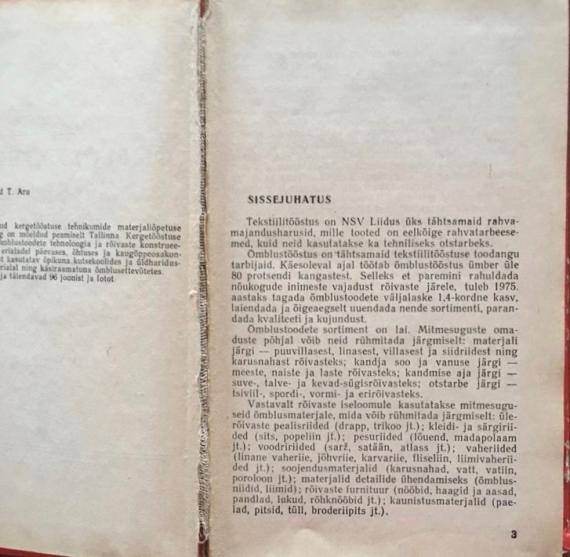 d T. Aru
ud kergetööstuse tehnikumide materjaliõpetuse
g on mõeldud peamiselt Tallinna Kergetööstuse
õmblustoodete tehnoloogia ja rõivaste konstruee-
erialadel päevases, õhtuses ja kaugõppeosakon-
t kasutatav õpikuna kutsekoolides ja üldharidus-
erialal ning käsiraamatuna õmblusettevõtetes.
ja täiendavad 96 joonist ja fotot.
SISSEJUHATUS
Tekstiilitööstus on NSV Liidus üks tähtsamaid rahva-
majandusharusid, mille tooted on eelkõige rahvatarbeese-
med, kuid neid kasutatakse ka tehniliseks otstarbeks.
Õmblustööstus on tähtsamaid tekstiilitööstuse toodangu
tarbijaid. Käesoleval ajal töötab õmblustööstus ümber üle
80 protsendi kangastest. Selleks et paremini rahuldada
nõukogude inimeste vajadust rõivaste järele, tuleb 1975.
aastaks tagada õmblustoodete väljalaske 1,4-kordne kasv,
laiendada ja õigeaegselt uuendada nende sortimenti, paran-
dada kvaliteeti ja kujundust.
Õmblustoodete sortiment on lai. Mitmesuguste oma-
duste põhjal võib neid rühmitada järgmiselt: materjali
järgi — puuvillasest, linasest, villasest ja siidriidest ning
karusnahast rõivasteks; kandja soo ja vanuse järgi —
meeste, naiste ja laste rõivasteks; kandmise aja järgi —
suve-, talve- ja kevad-sügisrõivasteks; otstarbe järgi —
tsiviil-, spordi-, vormi- ja erirõivasteks.
Vastavalt rõivaste iseloomule kasutatakse mitmesugu-
seid õmblusmaterjale, mida võib rühmitada järgmiselt: üle-
rõivaste pealisriided (drapp, trikoo jt.); kleidi- ja särgirii-
ded (sits, popeliin jt.); pesuriided (lõuend, madapolaam
jt.); voodririided (sarž, satään, atlass jt.); vaheriided
(linane vaheriie, jõhvriie, karvariie, fliseliin, liimivaherii-
ded jt.); soojendusmaterjalid (karusnahad, vatt, vatiin,
poroloon jt.); materjalid detailide ühendamiseks (õmblus-
niidid, liimid); rõivaste furnituur (nööbid, haagid ja aasad,
pandlad, lukud, rõhknööbid jt.); kaunistusmaterjalid (pae-
lad, pitsid, tüll, broderiipits jt.).
3